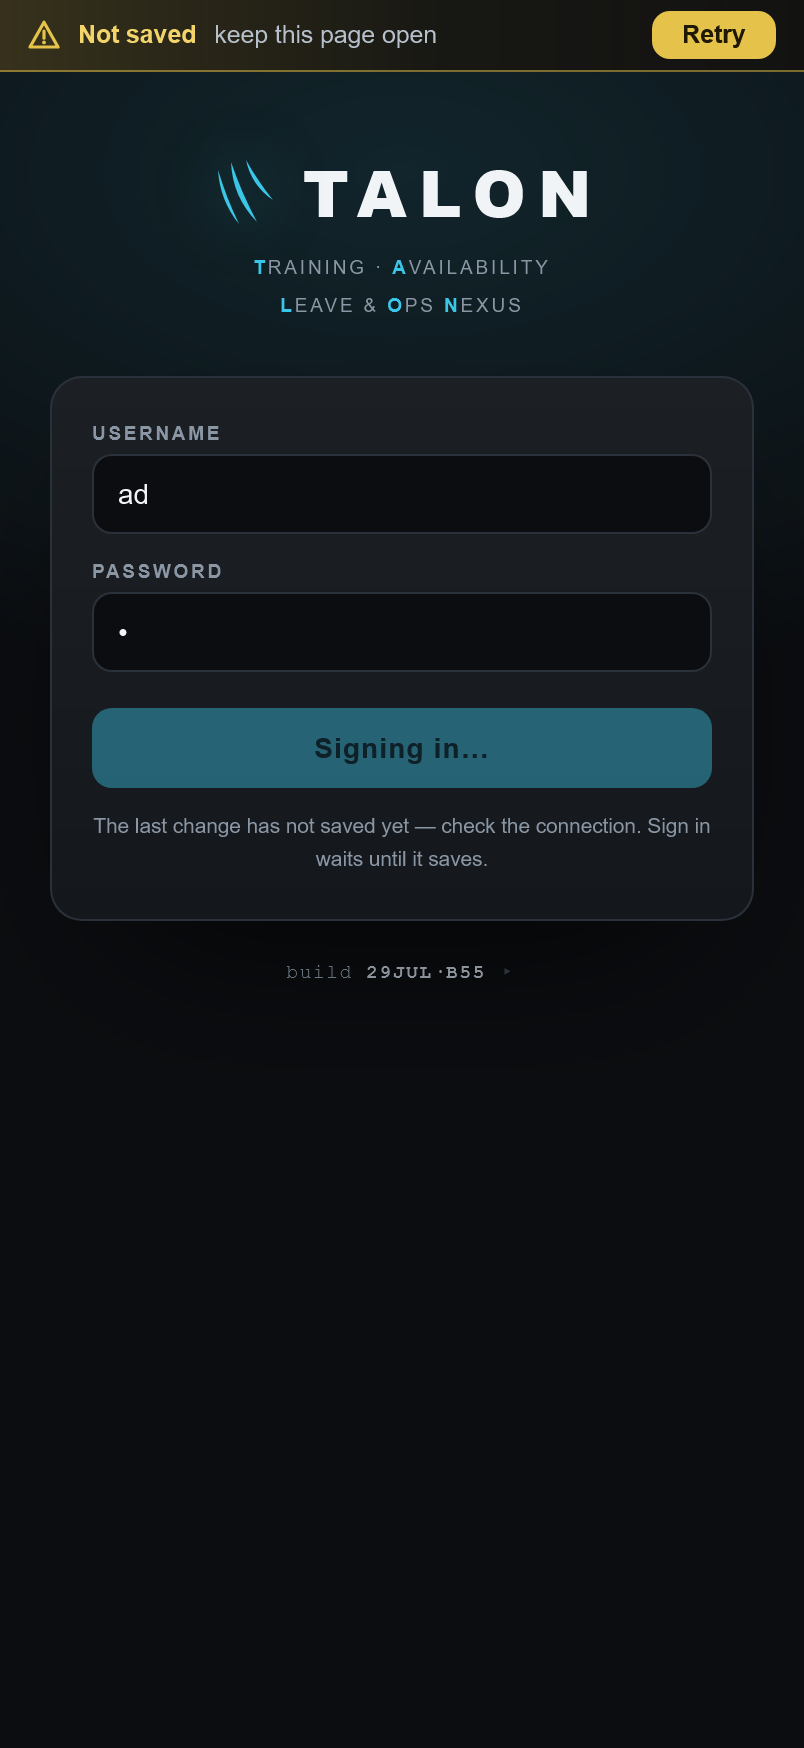 Not saved keep this page open
Retry
TALON
TRAINING · AVAILABILITY
LEAVE & OPS NEXUS
USERNAME
ad
PASSWORD
•
Signing in...
The last change has not saved yet — check the connection. Sign in
waits until it saves.
build 29JUL·B55 ▸